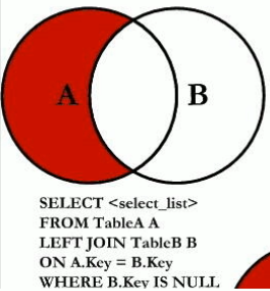 A B
SELECT <select_list>
FROM TableA A
LEFT JOIN TableB B
ON A.Key = B.Key
WHERE B.Key IS NULL